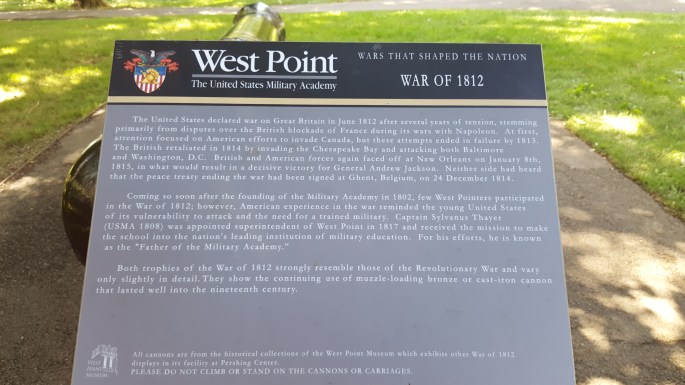 West Point
The United States Military Academy
WARS THAT SHAPED THE NATION
WAR OF 1812
The United States declared war on Great Britain in June 1812 after several years of tension, stemming
primarily from disputes over the British blockade of France during its wars with Napoleon. At first,
attention focused on American efforts to invade Canada, but these attempts ended in failure by 1813.
The British retaliated in 1814 by invading the Chesapeake Bay and attacking both Baltimore
and Washington, D.C. British and American forces again faced off at New Orleans on January 8th,
1815, in what would result in a decisive victory for General Andrew Jackson. Neither side had heard
that the peace treaty ending the war had been signed at Ghent, Belgium, on 24 December 1814.
Coming so soon after the founding of the Military Academy in 1802, few West Pointers participated
in the War of 1812; however, American experience in the war reminded the young United States
of its vulnerability to attack and the need for a trained military. Captain Sylvanus Thayer
(USMA 1808) was appointed superintendent of West Point in 1817 and received the mission to make
the school into the nation's leading institution of military education. For his efforts, he is known
as the "Father of the Military Academy."
Both trophies of the War of 1812 strongly resemble those of the Revolutionary War and vary
only slightly in detail. They show the continuing use of muzzle-loading bronze or cast-iron cannon
that lasted well into the nineteenth century.
WEST
POINT
MUSEUM
All cannons are from the historical collections of the West Point Museum which exhibits other War of 1812
displays in its facility at Pershing Center.
PLEASE DO NOT CLIMB OR STAND ON THE CANNONS OR CARRIAGES.